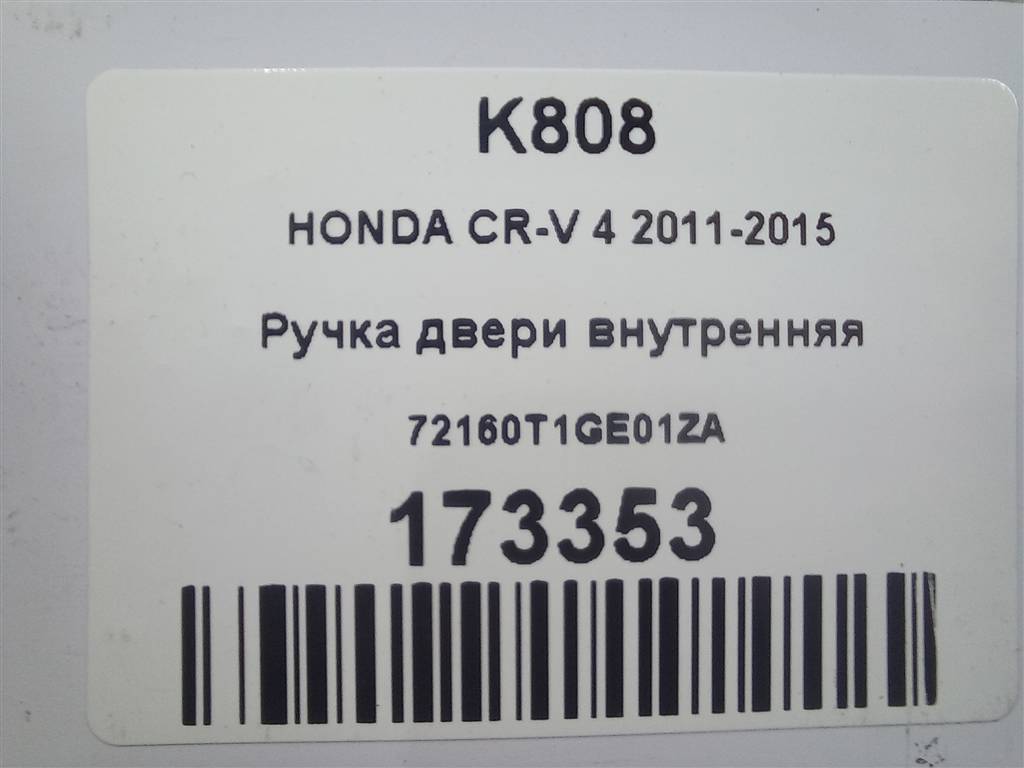 K808
HONDA CR-V 4 2011-2015
Ручка двери внутренняя
72160T1GE01ZA
173353